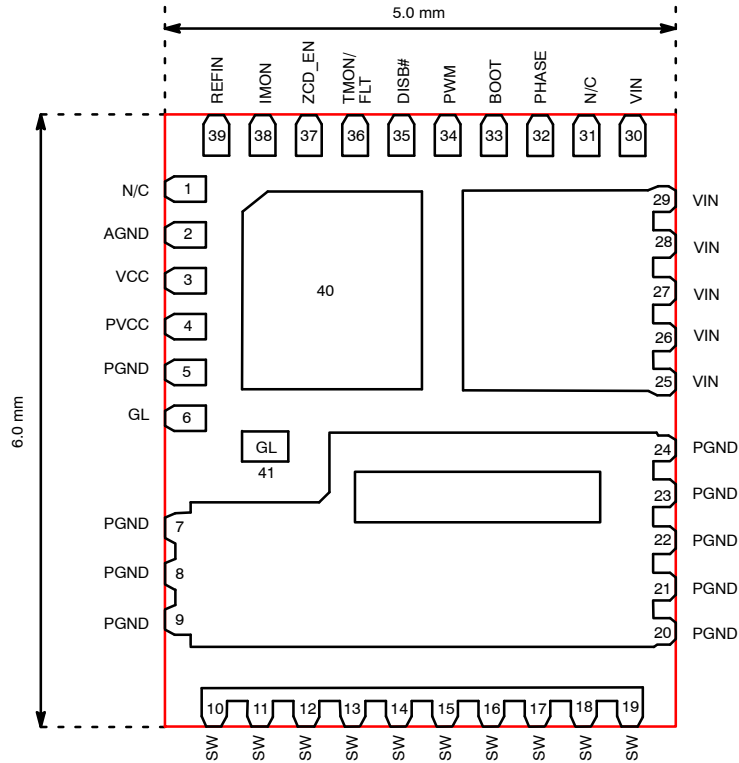 5.0 mm
REFIN
IMON
ZCD_EN
TMON/
FLT
DISB#
PWM
BOOT
PHASE
N/C
VIN
39 38 37 36 35 34 33 32 31 30
6.0 mm
N/C 1
AGND 2
VCC 3
PVCC 4
PGND 5
GL 6
40
29 VIN
28 VIN
27 VIN
26 VIN
25 VIN
GL
41
24 PGND
23 PGND
22 PGND
21 PGND
20 PGND
PGND 7
PGND 8
PGND 9
10 11 12 13 14 15 16 17 18 19
SW SW SW SW SW SW SW SW SW SW